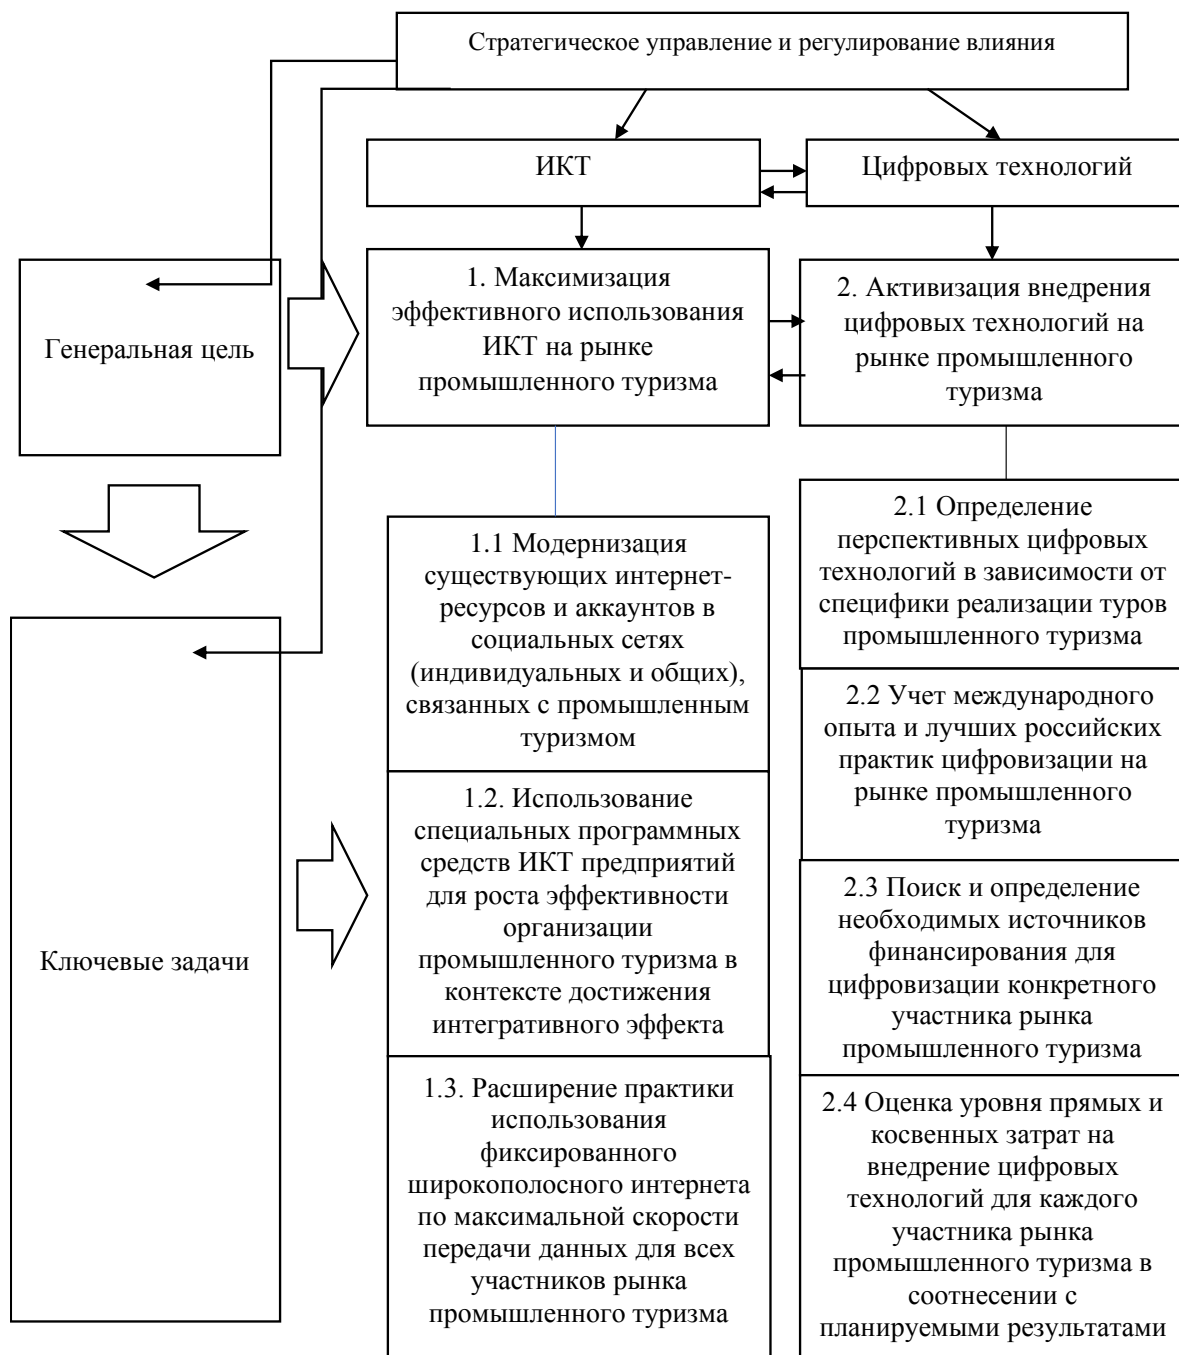 Стратегическое управление и регулирование влияния
ИКТ
Цифровых технологий
Генеральная цель
1. Максимизация
эффективного использования
ИКТ на рынке
промышленного туризма
2. Активизация внедрения
цифровых технологий на
рынке промышленного
туризма
Ключевые задачи
1.1 Модернизация
существующих интернет-
ресурсов и аккаунтов в
социальных сетях
(индивидуальных и общих),
связанных с промышленным
туризмом
1.2. Использование
специальных программных
средств ИКТ предприятий
для роста эффективности
организации
промышленного туризма в
контексте достижения
интегративного эффекта
1.3. Расширение практики
использования
фиксированного
широкополосного интернета
по максимальной скорости
передачи данных для всех
участников рынка
промышленного туризма
2.1 Определение
перспективных цифровых
технологий в зависимости от
специфики реализации туров
промышленного туризма
2.2 Учет международного
опыта и лучших российских
практик цифровизации на
рынке промышленного
туризма
2.3 Поиск и определение
необходимых источников
финансирования для
цифровизации конкретного
участника рынка
промышленного туризма
2.4 Оценка уровня прямых и
косвенных затрат на
внедрение цифровых
технологий для каждого
участника рынка
промышленного туризма в
соотнесении с
планируемыми результатами